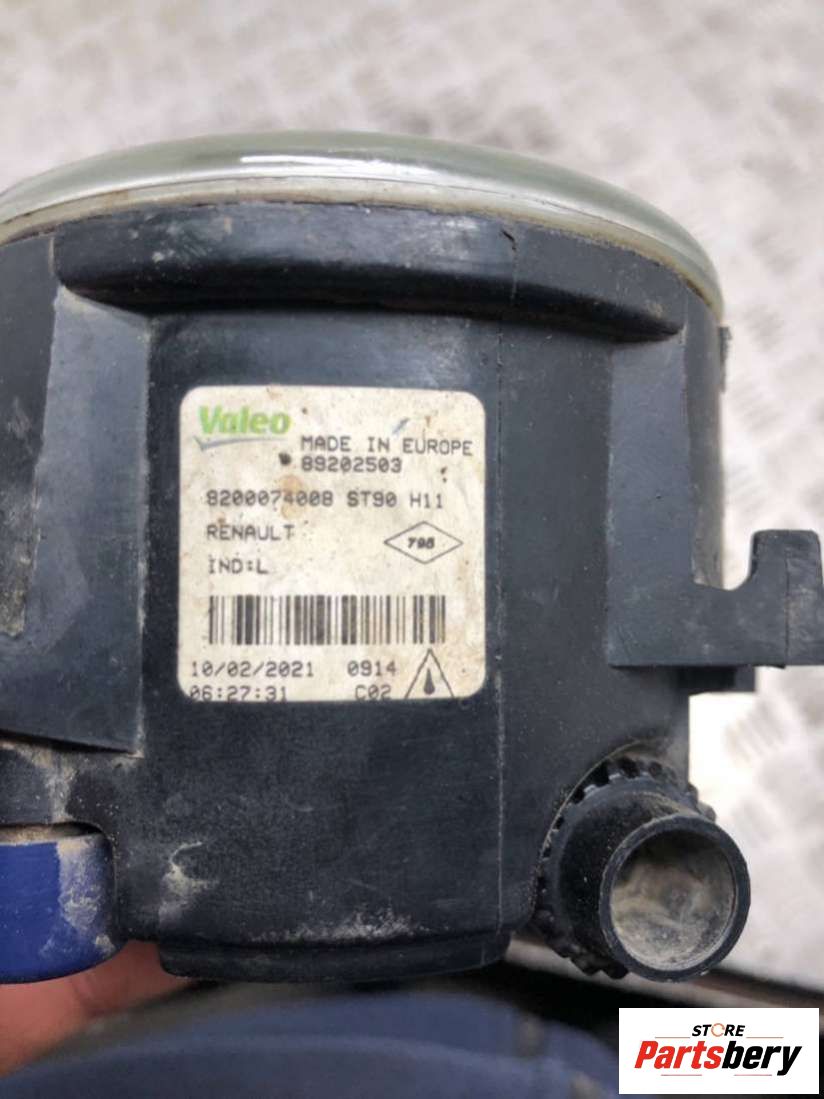 Valeo
MADE IN EUROPE
89202503
8200074008 ST90 H11
RENAULT
796
IND:L
10/02/2021 0914
06:27:31 C02
STORE
Partsbery